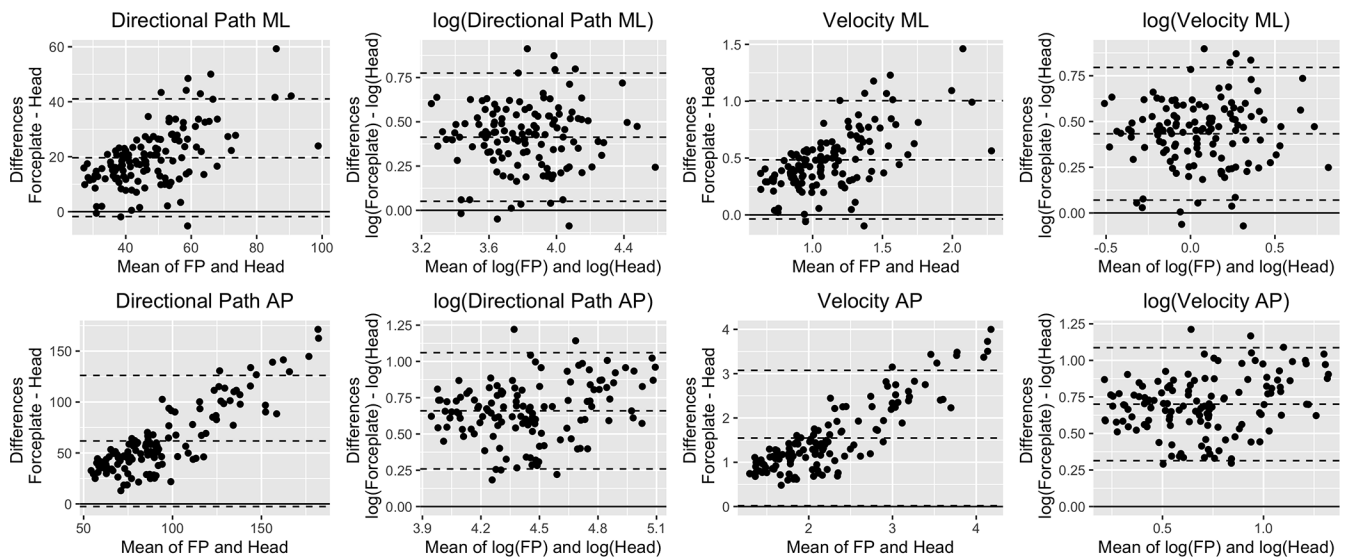 Directional Path ML
Differences
Forceplate - Head
60
40
20
0
40
60
80
100
Mean of FP and Head
log(Directional Path ML)
Differences
log(Forceplate) - log(Head)
0.75
0.50
0.25
0.00
3.2
3.6
4.0
4.4
Mean of log(FP) and log(Head)
Velocity ML
Differences
Forceplate - Head
1.5
1.0
0.5
0.0
1.0
1.5
2.0
Mean of FP and Head
log(Velocity ML)
Differences
log(Forceplate) - log(Head)
0.75
0.50
0.25
0.00
-0.5
0.0
0.5
Mean of log(FP) and log(Head)
Directional Path AP
Differences
Forceplate - Head
150
100
50
0
50
100
150
Mean of FP and Head
log(Directional Path AP)
Differences
log(Forceplate) - log(Head)
1.25
1.00
0.75
0.50
0.25
0.00
3.9
4.2
4.5
4.8
5.1
Mean of log(FP) and log(Head)
Velocity AP
Differences
Forceplate - Head
4
3
2
1
0
2
3
4
Mean of FP and Head
log(Velocity AP)
Differences
log(Forceplate) - log(Head)
1.25
1.00
0.75
0.50
0.25
0.00
0.5
1.0
Mean of log(FP) and log(Head)